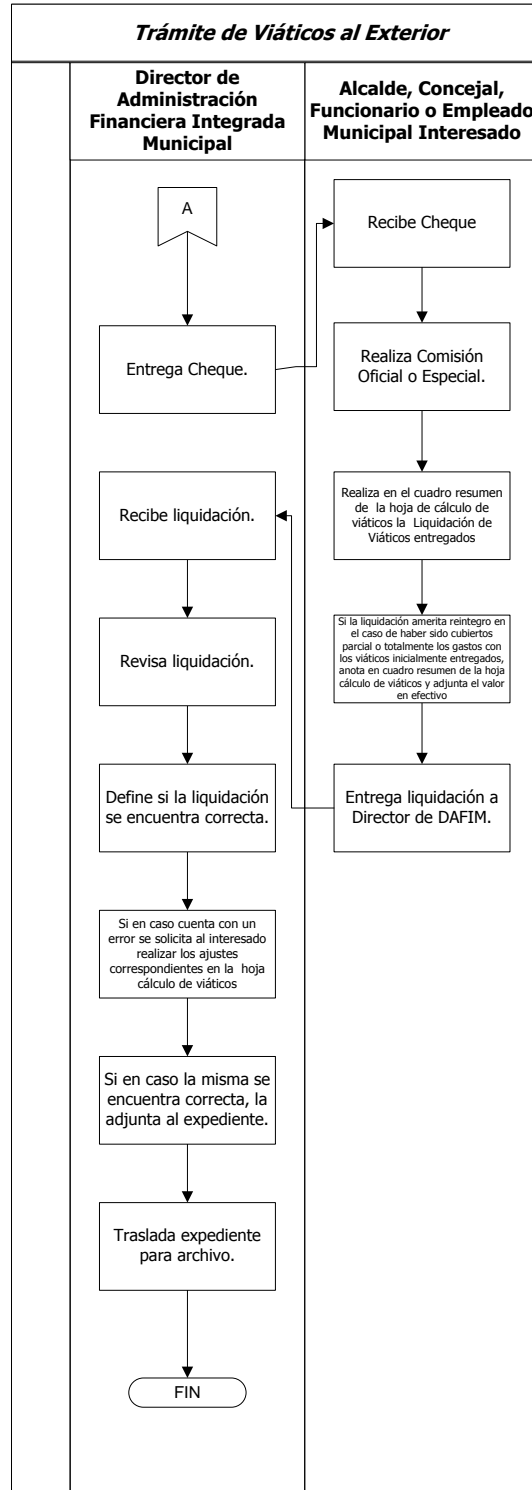 Trámite de Viáticos al Exterior
Director de
Administración
Financiera Integrada
Municipal
Alcalde, Concejal,
Funcionario o Empleado
Municipal Interesado
A
Entrega Cheque.
Recibe Cheque
Realiza Comisión
Oficial o Especial.
Realiza en el cuadro resumen
de la hoja de cálculo de
viáticos la Liquidación de
Viáticos entregados
Si la liquidación amerita reintegro en
el caso de haber sido cubiertos
parcial o totalmente los gastos con
los viáticos inicialmente entregados,
anota en cuadro resumen de la hoja
cálculo de viáticos y adjunta el valor
en efectivo
Entrega liquidación a
Director de DAFIM.
Recibe liquidación.
Revisa liquidación.
Define si la liquidación
se encuentra correcta.
Si en caso cuenta con un
error se solicita al interesado
realizar los ajustes
correspondientes en la hoja
cálculo de viáticos
Si en caso la misma se
encuentra correcta, la
adjunta al expediente.
Traslada expediente
para archivo.
FIN